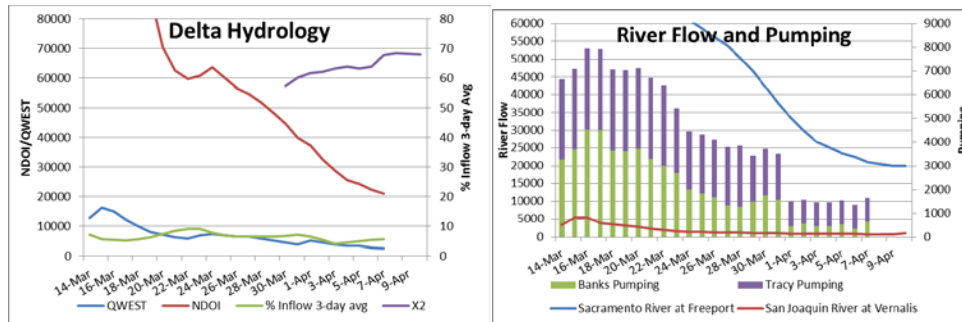 Delta Hydrology
80000
70000
60000
50000
40000
30000
20000
10000
0
NDOI/QWEST
80
70
60
50
40
30
20
10
0
% Inflow 3-day Avg
14-Mar
16-Mar
18-Mar
20-Mar
22-Mar
24-Mar
26-Mar
28-Mar
30-Mar
1-Apr
3-Apr
5-Apr
7-Apr
9-Apr
QWEST
NDOI
% Inflow 3-day avg
X2
River Flow and Pumping
60000
55000
50000
45000
40000
35000
30000
25000
20000
15000
10000
5000
0
River Flow
9000
8000
7000
6000
5000
4000
3000
2000
1000
0
Pumping
14-Mar
16-Mar
18-Mar
20-Mar
22-Mar
24-Mar
26-Mar
28-Mar
30-Mar
1-Apr
3-Apr
5-Apr
7-Apr
9-Apr
Banks Pumping
Tracy Pumping
Sacramento River at Freeport
San Joaquin River at Vernalis